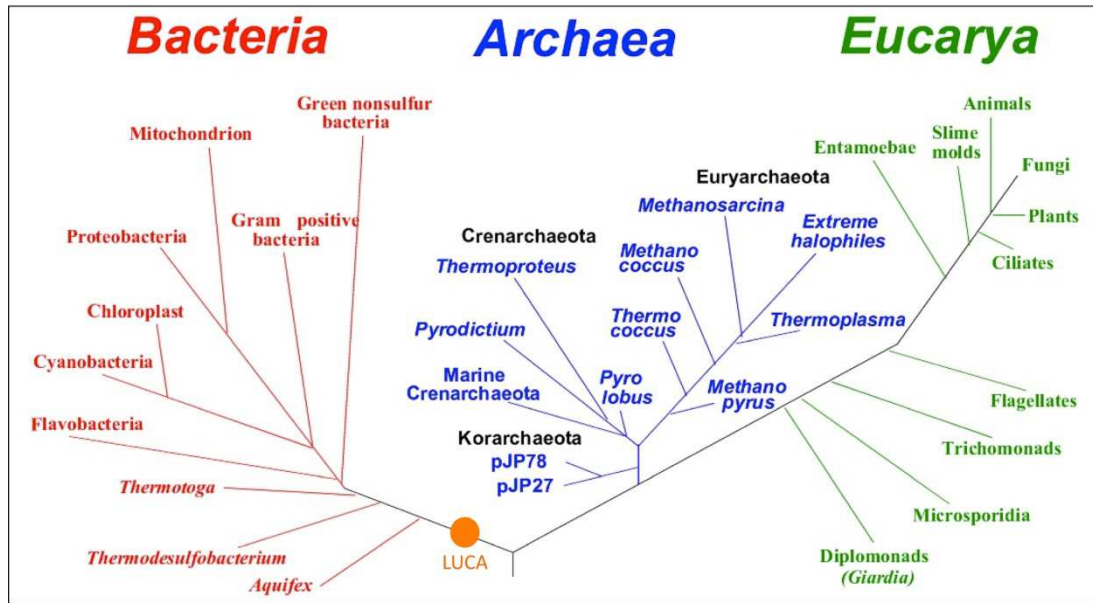 Bacteria
Archaea
Eucarya
Green nonsulfur
bacteria
Mitochondrion
Gram positive
bacteria
Proteobacteria
Chloroplast
Cyanobacteria
Flavobacteria
Thermotoga
Thermodesulfobacterium
Aquifex
LUCA
Crenarchaeota
Thermoproteus
Pyrodictium
Marine
Crenarchaeota
Pyro
lobus
Korarchaeota
pJP78
pJP27
Euryarchaeota
Methanosarcina
Methano
coccus
Thermo
coccus
Extreme
halophiles
Thermoplasma
Methano
pyrus
Entamoebae
Slime
molds
Animals
Fungi
Plants
Ciliates
Flagellates
Trichomonads
Microsporidia
Diplomonads
(Giardia)